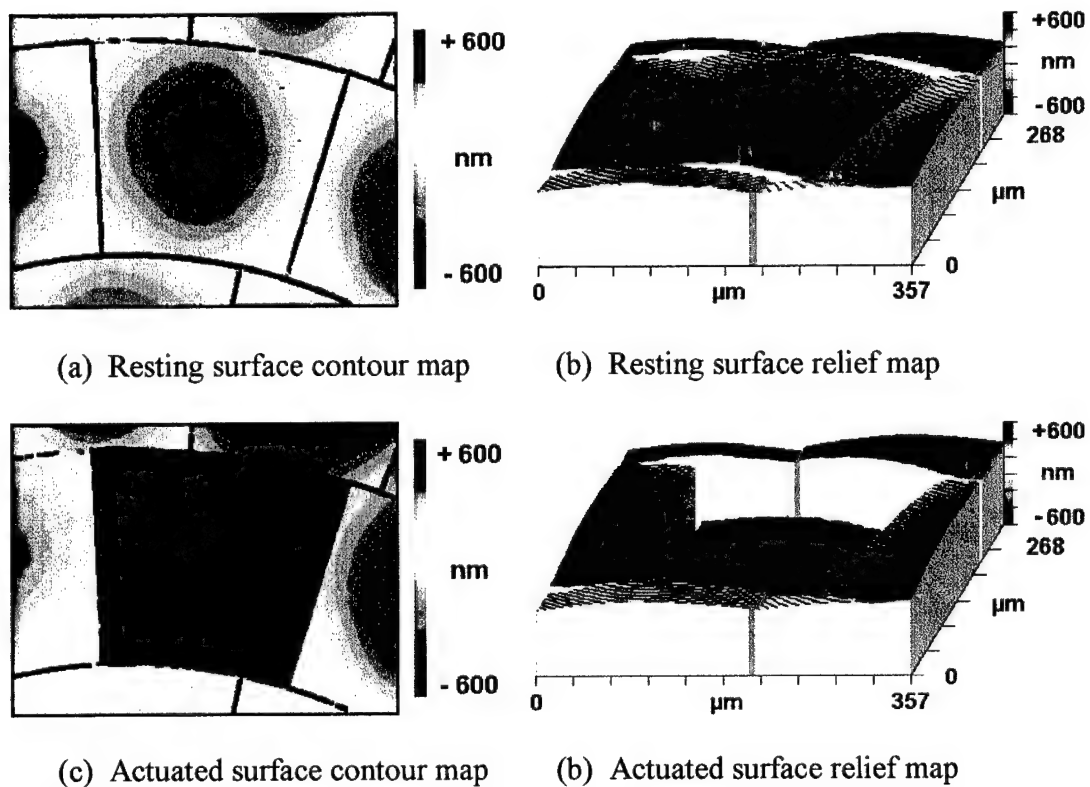 + 600
nm
- 600
+600
nm
-600
268
µm
0
0
µm
357
(a) Resting surface contour map
(b) Resting surface relief map
+ 600
nm
- 600
+600
nm
-600
268
µm
0
0
µm
357
(c) Actuated surface contour map
(b) Actuated surface relief map